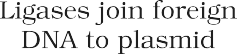 Ligases join foreign
DNA to plasmid